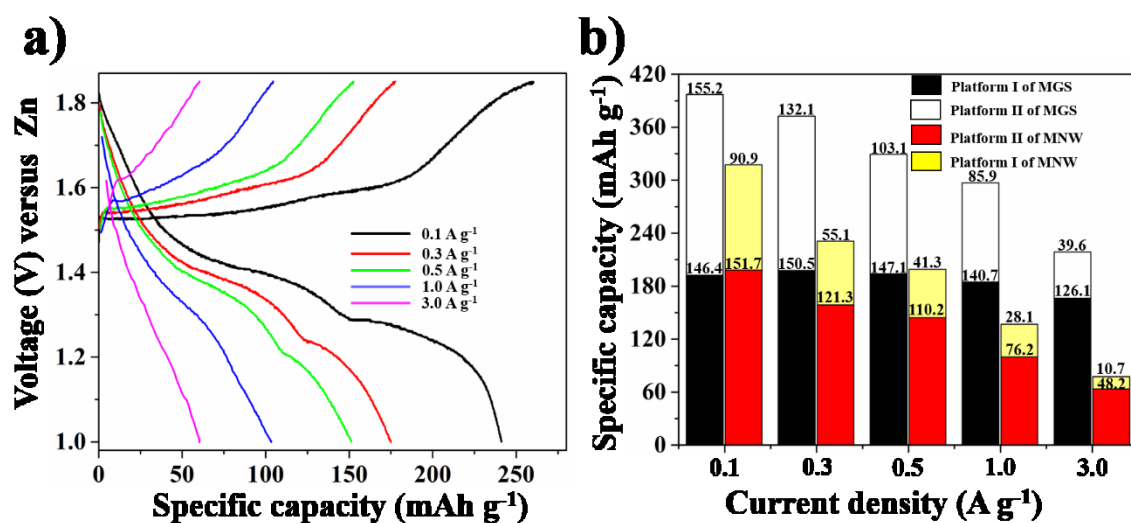 a)
Voltage (V) versus Zn
1.8
1.6
1.4
1.2
1.0
0.1 A g⁻¹
0.3 A g⁻¹
0.5 A g⁻¹
1.0 A g⁻¹
3.0 A g⁻¹
0 50 100 150 200 250
Specific capacity (mAh g⁻¹)
b)
Specific capacity (mAh g⁻¹)
420
360
300
240
180
120
60
0
Platform I of MGS
Platform II of MGS
Platform II of MNW
Platform I of MNW
155.2
146.4
90.9
151.7
132.1
150.5
55.1
121.3
103.1
147.1
41.3
110.2
85.9
140.7
28.1
76.2
39.6
126.1
10.7
48.2
0.1 0.3 0.5 1.0 3.0
Current density (A g⁻¹)